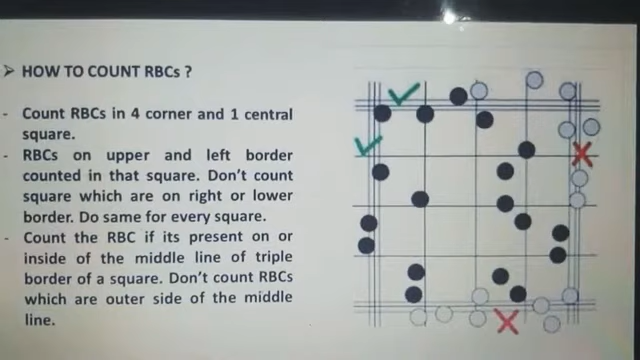 ➢ HOW TO COUNT RBCs ?
- Count RBCs in 4 corner and 1 central
square.
- RBCs on upper and left border
counted in that square. Don't count
square which are on right or lower
border. Do same for every square.
- Count the RBC if its present on or
inside of the middle line of triple
border of a square. Don't count RBCs
which are outer side of the middle
line.